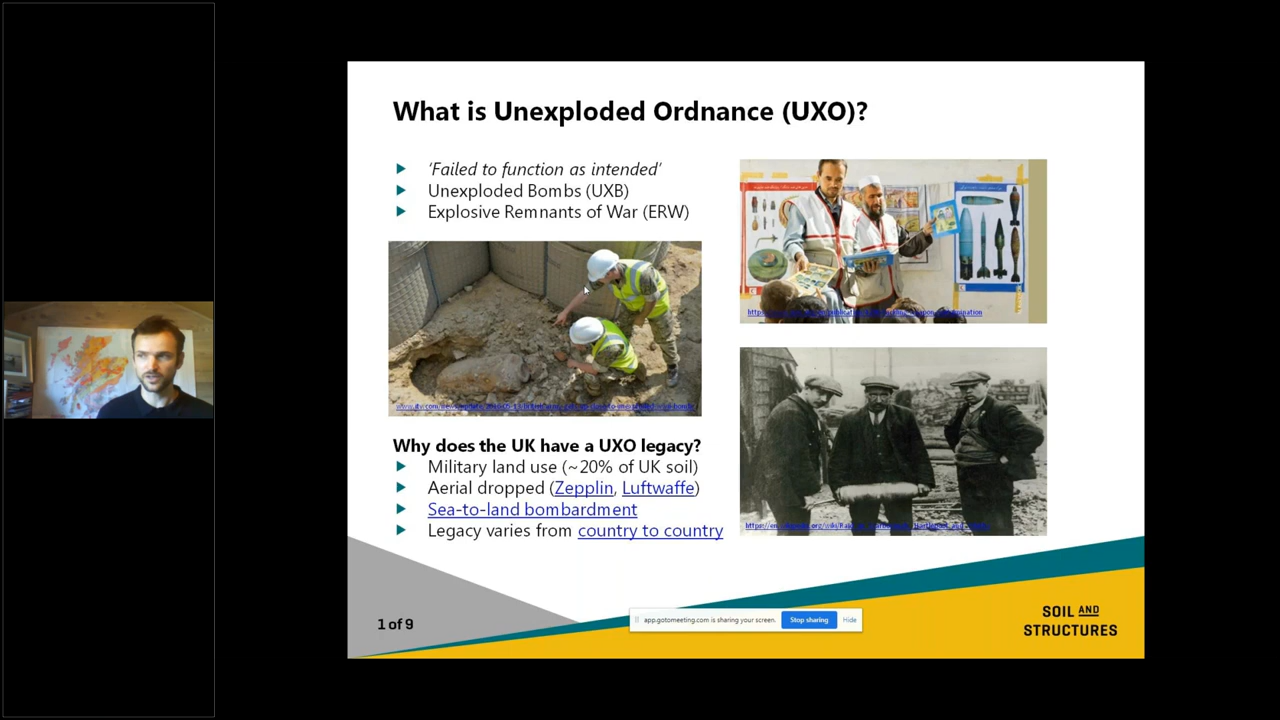 What is Unexploded Ordnance (UXO)?
‘Failed to function as intended’
Unexploded Bombs (UXB)
Explosive Remnants of War (ERW)
Why does the UK have a UXO legacy?
Military land use (~20% of UK soil)
Aerial dropped (Zepplin, Luftwaffe)
Sea-to-land bombardment
Legacy varies from country to country
1 of 9
app.gotomeeting.com is sharing your screen.
Stop sharing
Hide
SOIL AND
STRUCTURES